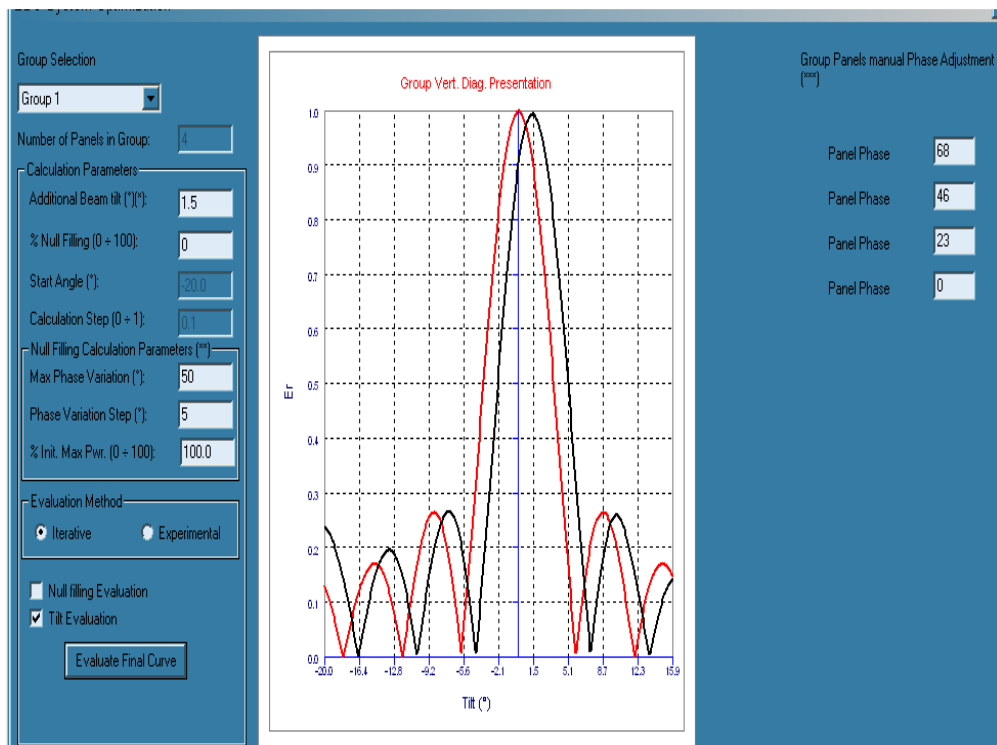 Group Selection
Group 1
Number of Panels in Group: 4
Calculation Parameters
Additional Beam tilt (°)(*): 1.5
% Null Filling (0 ÷ 100): 0
Start Angle (°): -20.0
Calculation Step (0 ÷ 1): 0.1
Null Filling Calculation Parameters (**)
Max Phase Variation (°): 50
Phase Variation Step (°): 5
% Init. Max Pwr. (0 ÷ 100): 100.0
Evaluation Method
Iterative Experimental
Null filling Evaluation
Tilt Evaluation
Evaluate Final Curve
Group Vert. Diag. Presentation
1.0
0.9
0.8
0.7
0.6
0.5
0.4
0.3
0.2
0.1
0.0
Er
-20.0 -16.4 -12.8 -9.2 -5.6 -2.1 1.5 5.1 8.7 12.3 15.9
Tilt (°)
Group Panels manual Phase Adjustment
(***)
Panel Phase 68
Panel Phase 46
Panel Phase 23
Panel Phase 0